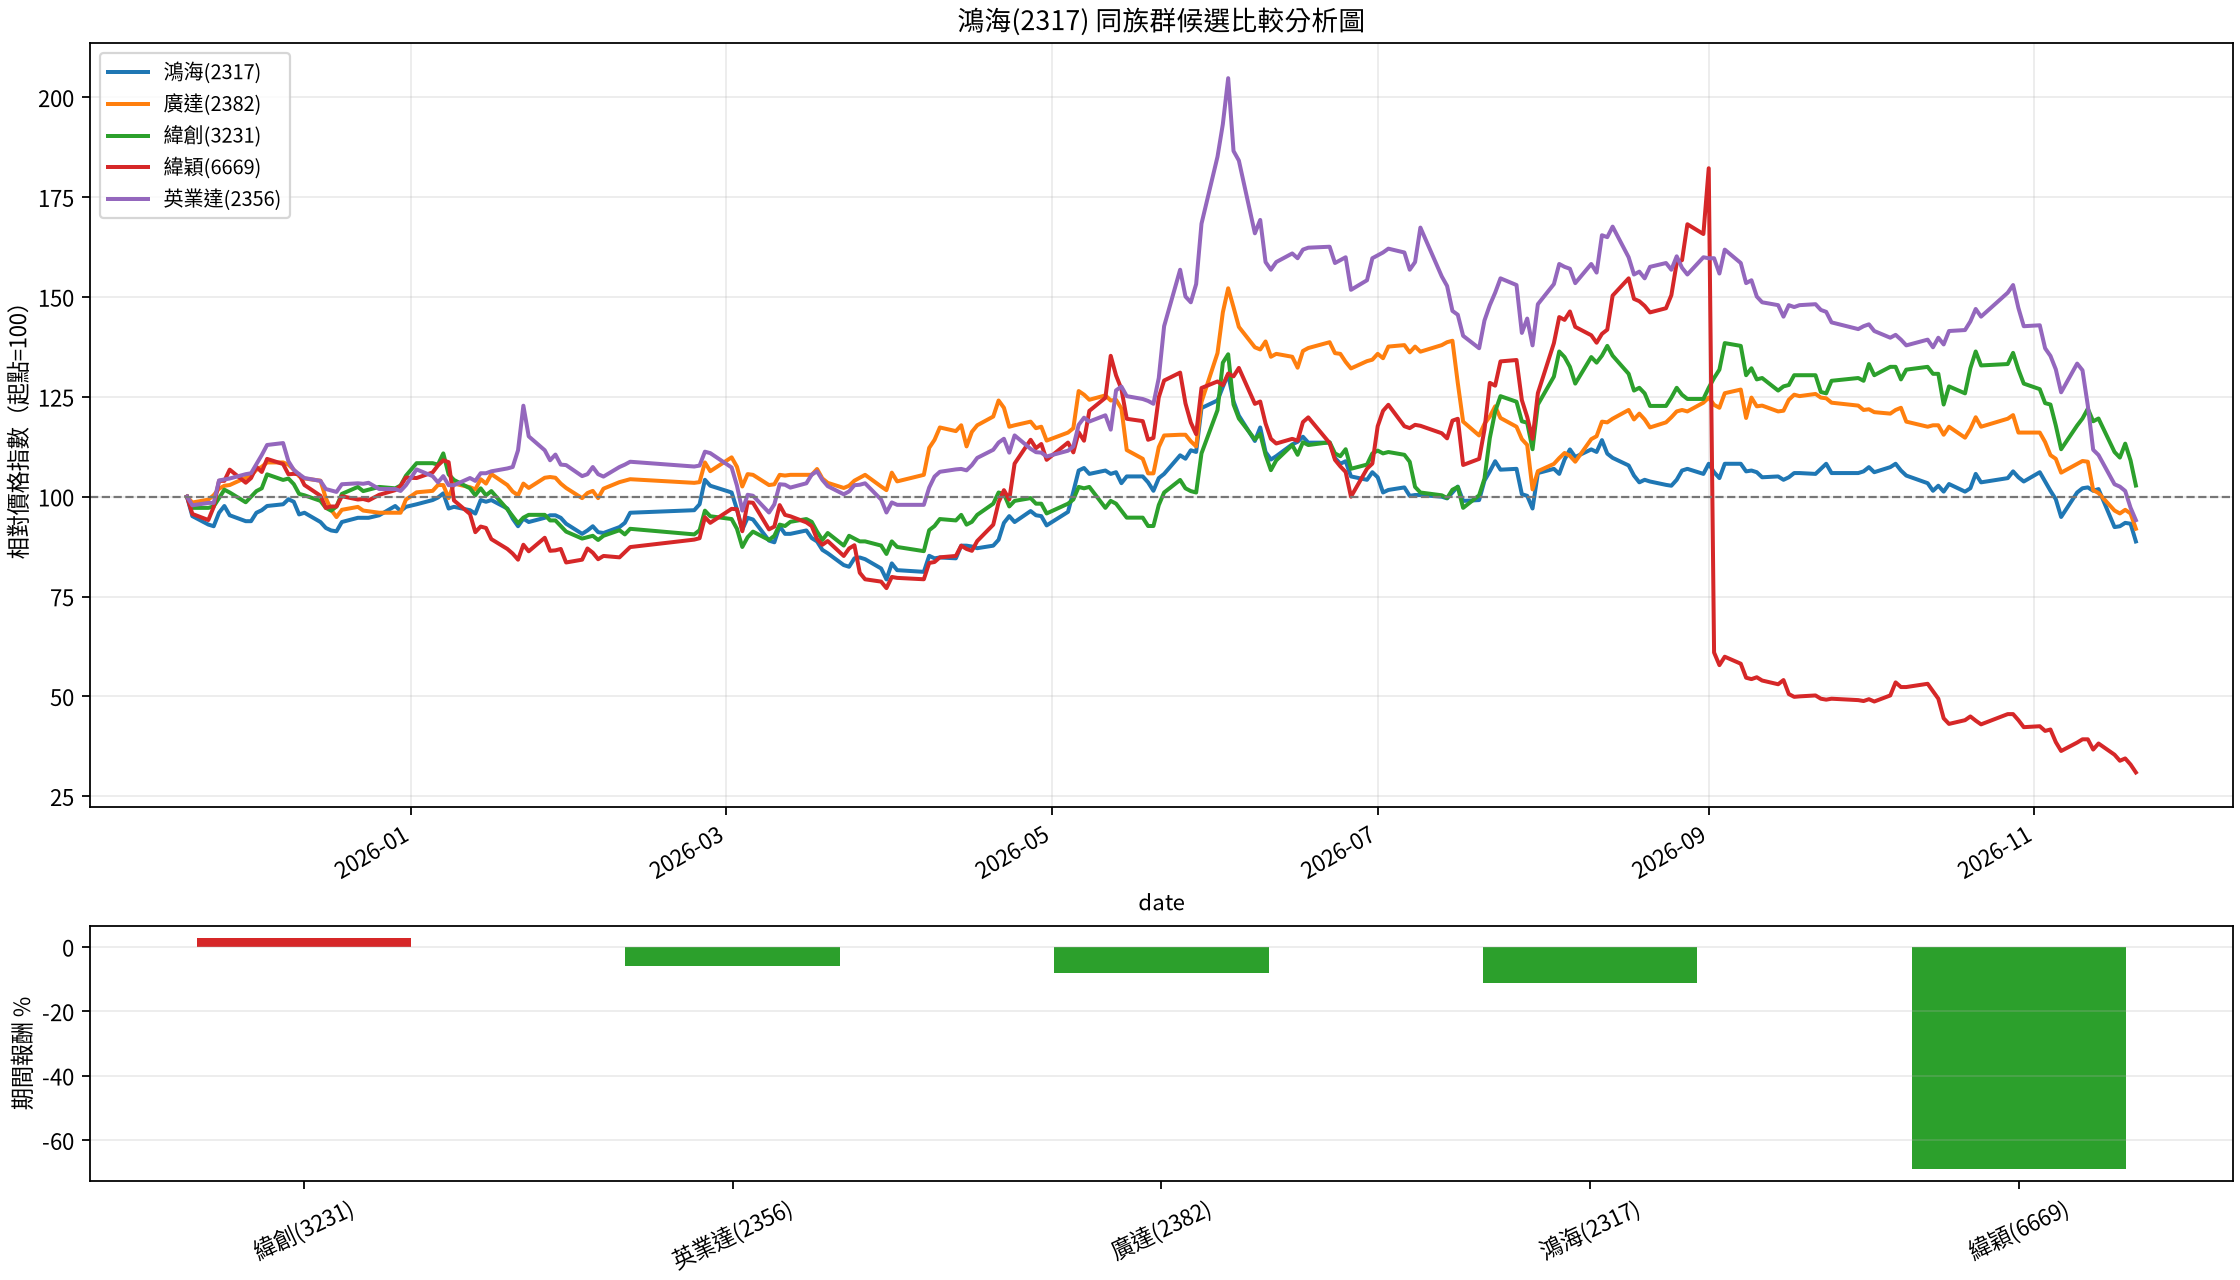 鴻海(2317) 同族群候選比較分析圖
鴻海(2317)
廣達(2382)
緯創(3231)
緯穎(6669)
英業達(2356)
相對價格指數（起點=100）
200
175
150
125
100
75
50
25
2026-01
2026-03
2026-05
2026-07
2026-09
2026-11
date
期間報酬 %
0
-20
-40
-60
緯創(3231)
英業達(2356)
廣達(2382)
鴻海(2317)
緯穎(6669)